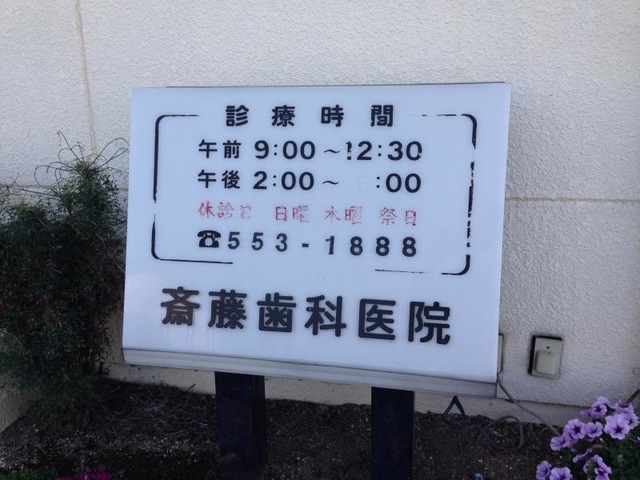 診療時間
午前 9:00～12:30
午後 2:00～ :00
休診日 日曜 木曜 祭日
☎553-1888
斎藤歯科医院